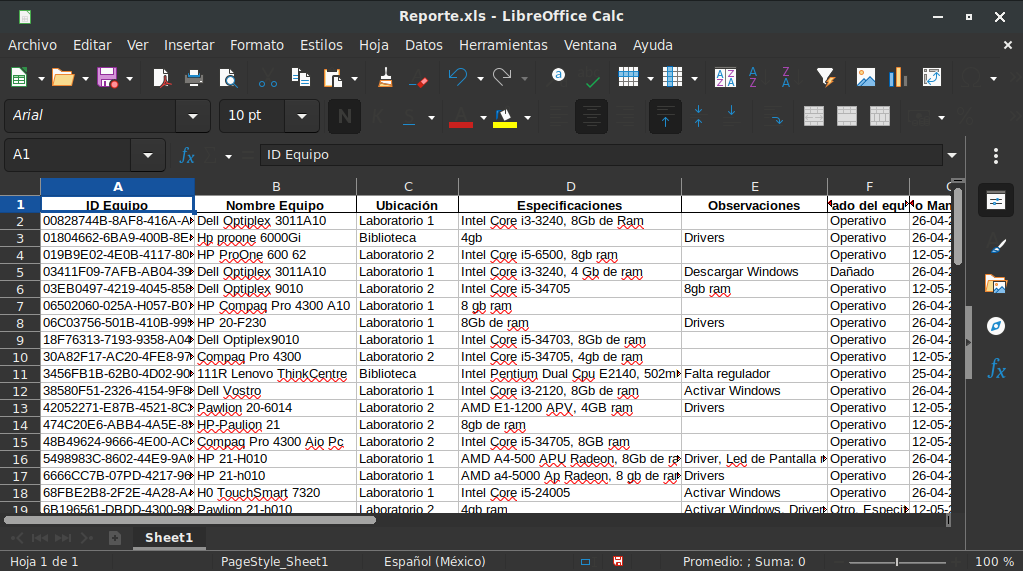 Reporte.xls - LibreOffice Calc
Archivo Editar Ver Insertar Formato Estilos Hoja Datos Herramientas Ventana Ayuda
Arial 10 pt N K
A1 fx ID Equipo
A B C D E F
1 ID Equipo Nombre Equipo Ubicación Especificaciones Observaciones ado del equ o Man
2 00828744B-8AF8-416A-A Dell Optiplex 3011A10 Laboratorio 1 Intel Core i3-3240, 8Gb de Ram Operativo 26-04-2
3 01804662-6BA9-400B-8E Hp proone 6000Gi Biblioteca 4gb Drivers Operativo 26-04-2
4 019B9E02-4E0B-4117-80 HP ProOne 600 62 Laboratorio 2 Intel Core i5-6500, 8gb ram Operativo 12-05-2
5 03411F09-7AFB-AB04-39 Dell Optiplex 3011A10 Laboratorio 1 Intel Core i3-3240, 4 Gb de ram Descargar Windows Dañado 26-04-2
6 03EB0497-4219-4045-858 Dell Optiplex 9010 Laboratorio 2 Intel Core i5-34705 8gb ram Operativo 12-05-2
7 06502060-025A-H057-B07 HP Compaq Pro 4300 A10 Laboratorio 1 8 gb ram Operativo 26-04-2
8 06C03756-501B-410B-995 HP 20-F230 Laboratorio 1 8Gb de ram Drivers Operativo 26-04-2
9 18F76313-7193-9358-A04 Dell Optiplex9010 Laboratorio 1 Intel Core i5-34703, 8Gb de ram Operativo 26-04-2
10 30A82F17-AC20-4FE8-97 Compaq Pro 4300 Laboratorio 2 Intel Core i5-34705, 4gb de ram Operativo 12-05-2
11 3456FB1B-62B0-4D02-90 111R Lenovo ThinkCentre Biblioteca Intel Pentium Dual Cpu E2140, 502m Falta regulador Operativo 25-04-2
12 38580F51-2326-4154-9F8 Dell Vostro Laboratorio 1 Intel Core i3-2120, 8Gb de ram Activar Windows Operativo 26-04-2
13 42052271-E87B-4521-8C3 Pawlion 20-6014 Laboratorio 2 AMD E1-1200 APV, 4GB ram Drivers Operativo 12-05-2
14 474C20E6-ABB4-4A5E-8 HP-Paulion 21 Laboratorio 2 8gb de ram Operativo 12-05-2
15 48B49624-9666-4E00-AC Compaq Pro 4300 Aio Pc Laboratorio 2 Intel Core i5-34705, 8GB ram Operativo 12-05-2
16 5498983C-8602-44E9-9A0 HP 21-H010 Laboratorio 1 AMD A4-500 APU Radeon, 8Gb de ra Driver, Led de Pantalla Operativo 26-04-2
17 6666CC7B-07PD-4217-96 HP 21-h010 Laboratorio 1 AMD a4-5000 Ap Radeon, 8 gb de ra Drivers Operativo 26-04-2
18 68FBE2B8-2F2E-4A28-A H0 TouchSmart 7320 Laboratorio 1 Intel Core i5-24005 Activar Windows Operativo 26-04-2
19 6B196561-DBDD-4300-98 Pawlion 21-h010 Laboratorio 2 4gb ram Activar Windows, Driver Otro. Especif 12-05-2
Sheet1
Hoja 1 de 1 PageStyle_Sheet1 Español (México) Promedio: ; Suma: 0 100 %